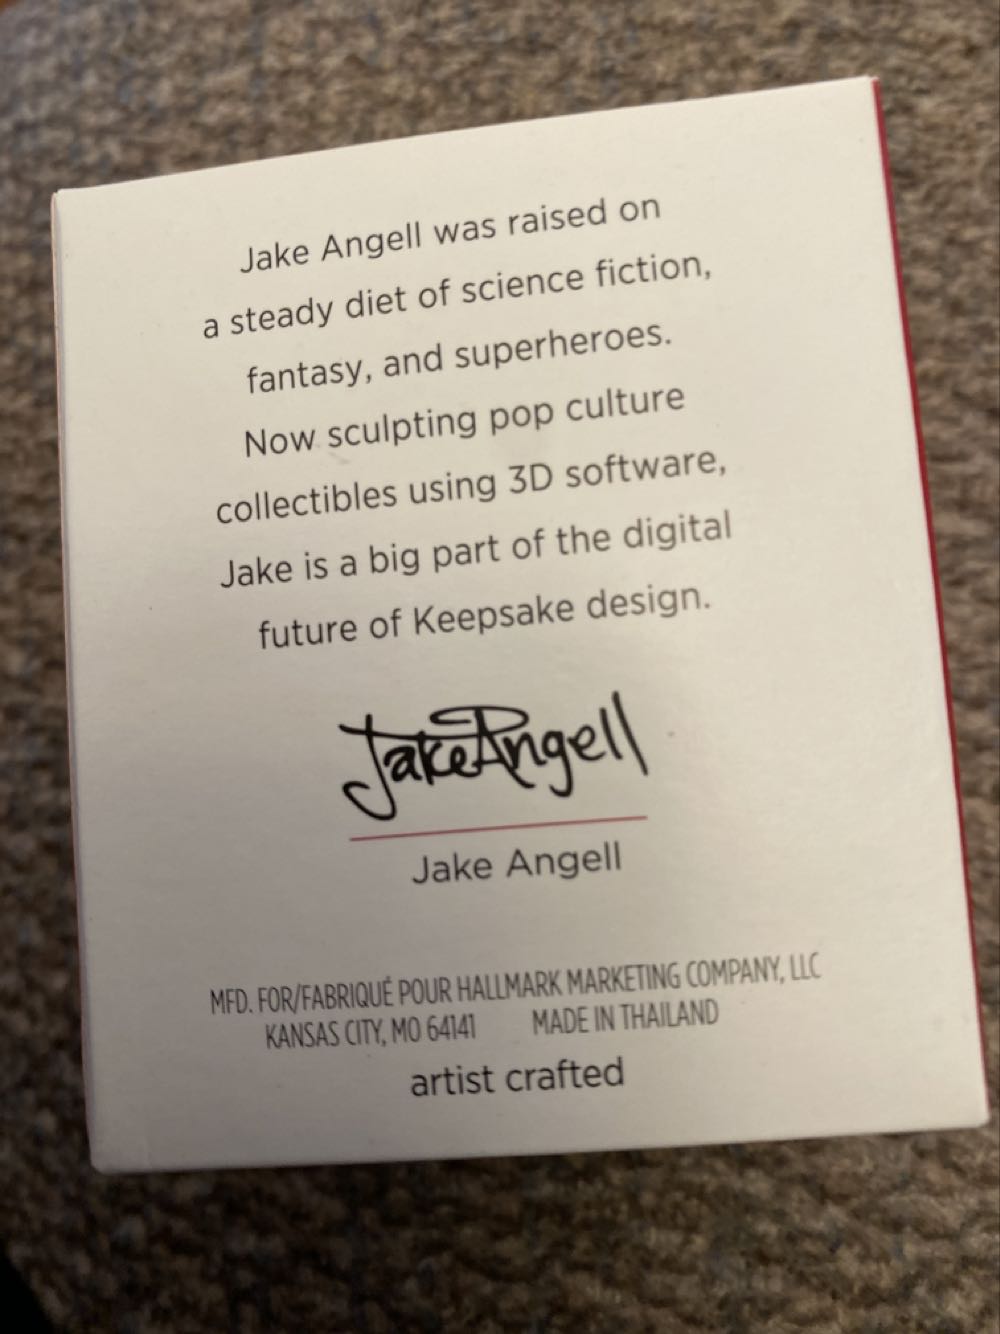 Jake Angell was raised on
a steady diet of science fiction,
fantasy, and superheroes.
Now sculpting pop culture
collectibles using 3D software,
Jake is a big part of the digital
future of Keepsake design.
Jake Angell
Jake Angell
MFD. FOR/FABRIQUÉ POUR HALLMARK MARKETING COMPANY, LLC
KANSAS CITY, MO 64141 MADE IN THAILAND
artist crafted